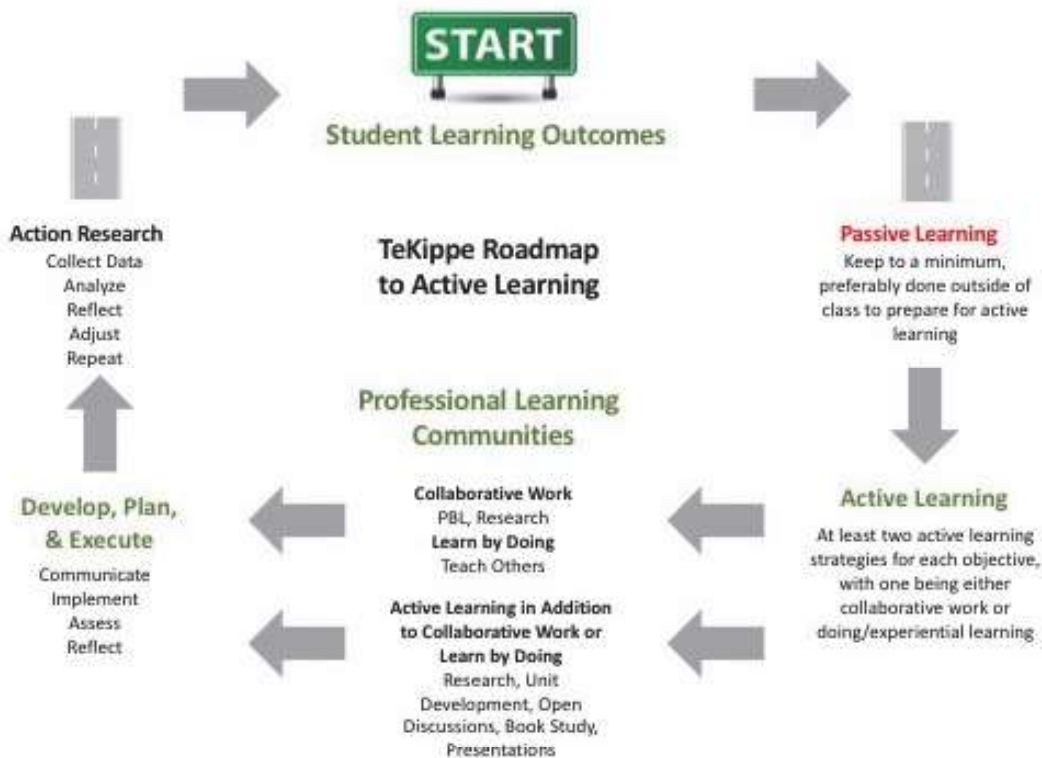 START
Student Learning Outcomes
TeKippe Roadmap
to Active Learning
Passive Learning
Keep to a minimum,
preferably done outside of
class to prepare for active
learning
Active Learning
At least two active learning
strategies for each objective,
with one being either
collaborative work or
doing/experiential learning
Professional Learning
Communities
Collaborative Work
PBL, Research
Learn by Doing
Teach Others
Active Learning in Addition
to Collaborative Work or
Learn by Doing
Research, Unit
Development, Open
Discussions, Book Study,
Presentations
Develop, Plan,
& Execute
Communicate
Implement
Assess
Reflect
Action Research
Collect Data
Analyze
Reflect
Adjust
Repeat